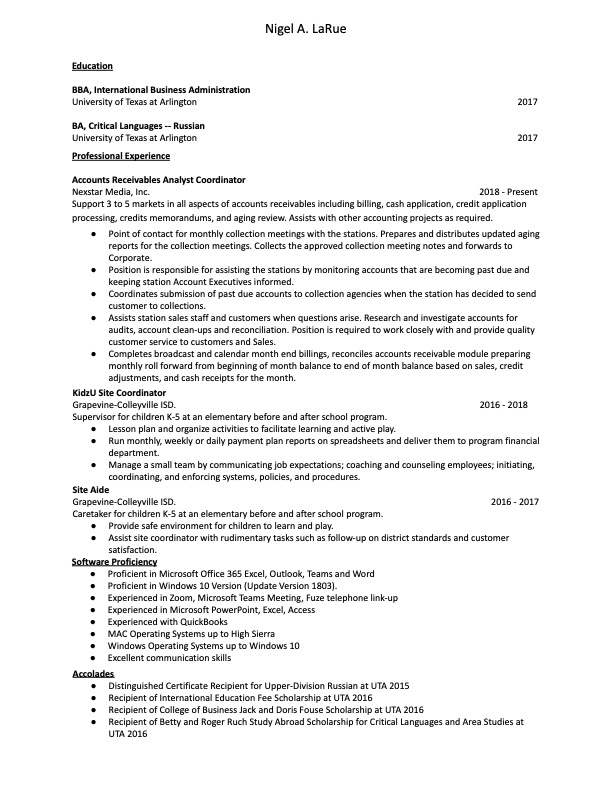 Nigel A. LaRue
Education
BBA, International Business Administration
University of Texas at Arlington 2017
BA, Critical Languages -- Russian
University of Texas at Arlington 2017
Professional Experience
Accounts Receivables Analyst Coordinator
Nexstar Media, Inc. 2018 - Present
Support 3 to 5 markets in all aspects of accounts receivables including billing, cash application, credit application
processing, credits memorandums, and aging review. Assists with other accounting projects as required.
● Point of contact for monthly collection meetings with the stations. Prepares and distributes updated aging
reports for the collection meetings. Collects the approved collection meeting notes and forwards to
Corporate.
● Position is responsible for assisting the stations by monitoring accounts that are becoming past due and
keeping station Account Executives informed.
● Coordinates submission of past due accounts to collection agencies when the station has decided to send
customer to collections.
● Assists station sales staff and customers when questions arise. Research and investigate accounts for
audits, account clean-ups and reconciliation. Position is required to work closely with and provide quality
customer service to customers and Sales.
● Completes broadcast and calendar month end billings, reconciles accounts receivable module preparing
monthly roll forward from beginning of month balance to end of month balance based on sales, credit
adjustments, and cash receipts for the month.
KidzU Site Coordinator
Grapevine-Colleyville ISD. 2016 - 2018
Supervisor for children K-5 at an elementary before and after school program.
● Lesson plan and organize activities to facilitate learning and active play.
● Run monthly, weekly or daily payment plan reports on spreadsheets and deliver them to program financial
department.
● Manage a small team by communicating job expectations; coaching and counseling employees; initiating,
coordinating, and enforcing systems, policies, and procedures.
Site Aide
Grapevine-Colleyville ISD. 2016 - 2017
Caretaker for children K-5 at an elementary before and after school program.
● Provide safe environment for children to learn and play.
● Assist site coordinator with rudimentary tasks such as follow-up on district standards and customer
satisfaction.
Software Proficiency
● Proficient in Microsoft Office 365 Excel, Outlook, Teams and Word
● Proficient in Windows 10 Version (Update Version 1803).
● Experienced in Zoom, Microsoft Teams Meeting, Fuze telephone link-up
● Experienced in Microsoft PowerPoint, Excel, Access
● Experienced with QuickBooks
● MAC Operating Systems up to High Sierra
● Windows Operating Systems up to Windows 10
● Excellent communication skills
Accolades
● Distinguished Certificate Recipient for Upper-Division Russian at UTA 2015
● Recipient of International Education Fee Scholarship at UTA 2016
● Recipient of College of Business Jack and Doris Fouse Scholarship at UTA 2016
● Recipient of Betty and Roger Ruch Study Abroad Scholarship for Critical Languages and Area Studies at
UTA 2016